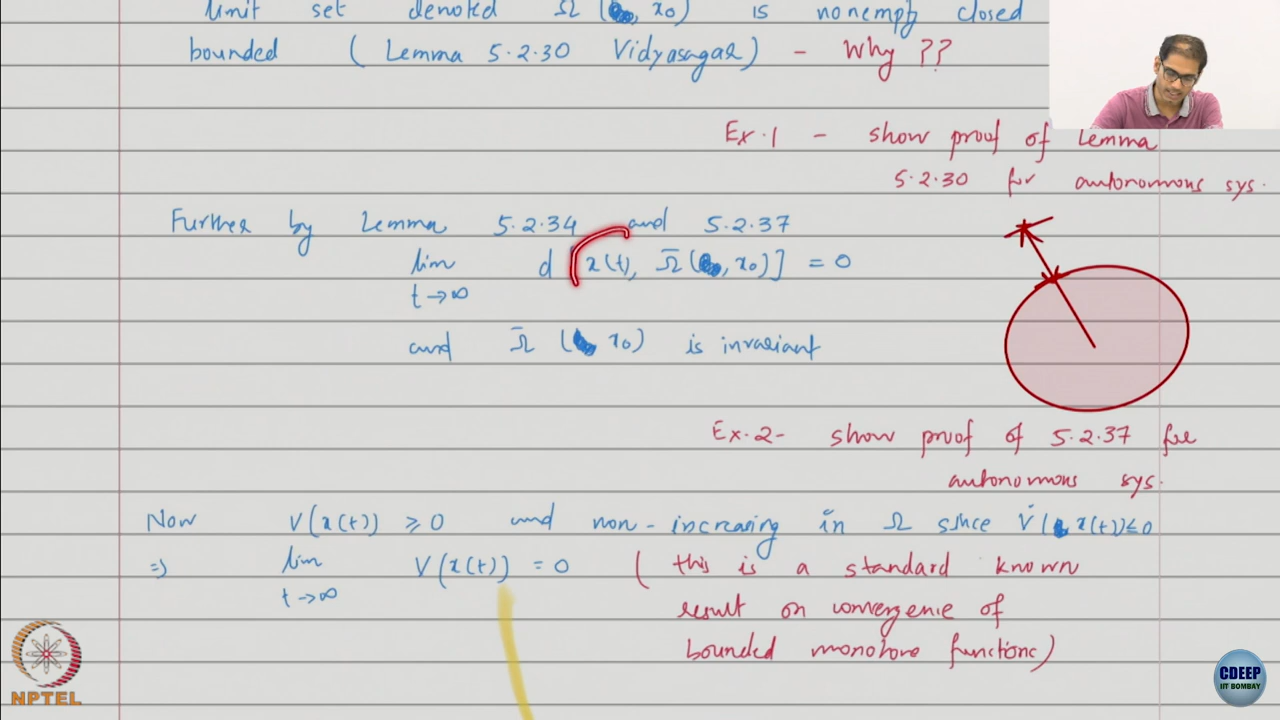 limit set denoted Ω̄ ( , x₀) is nonempty closed
bounded ( Lemma 5.2.30 Vidyasagar) - Why ??
Ex.1 - show proof of Lemma
5.2.30 for autonomous sys.
Further by Lemma 5.2.34 and 5.2.37
lim d [x(t), Ω̄( , x₀)] = 0
t→∞
and Ω̄ ( x₀) is invariant
Ex.2- show proof of 5.2.37 for
autonomous sys.
Now V(x(t)) ≥ 0 and non-increasing in Ω since V̇( x(t)) ≤ 0
⇒ lim V(x(t)) = 0 ( this is a standard known
t→∞
result on convergence of
bounded monotone functions)
NPTEL
CDEEP
IIT BOMBAY